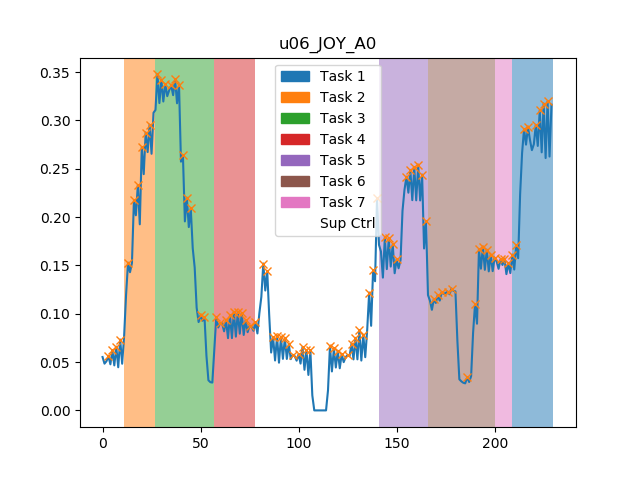 u06_JOY_A0
0.35
0.30
0.25
0.20
0.15
0.10
0.05
0.00
Task 1
Task 2
Task 3
Task 4
Task 5
Task 6
Task 7
Sup Ctrl
0 50 100 150 200